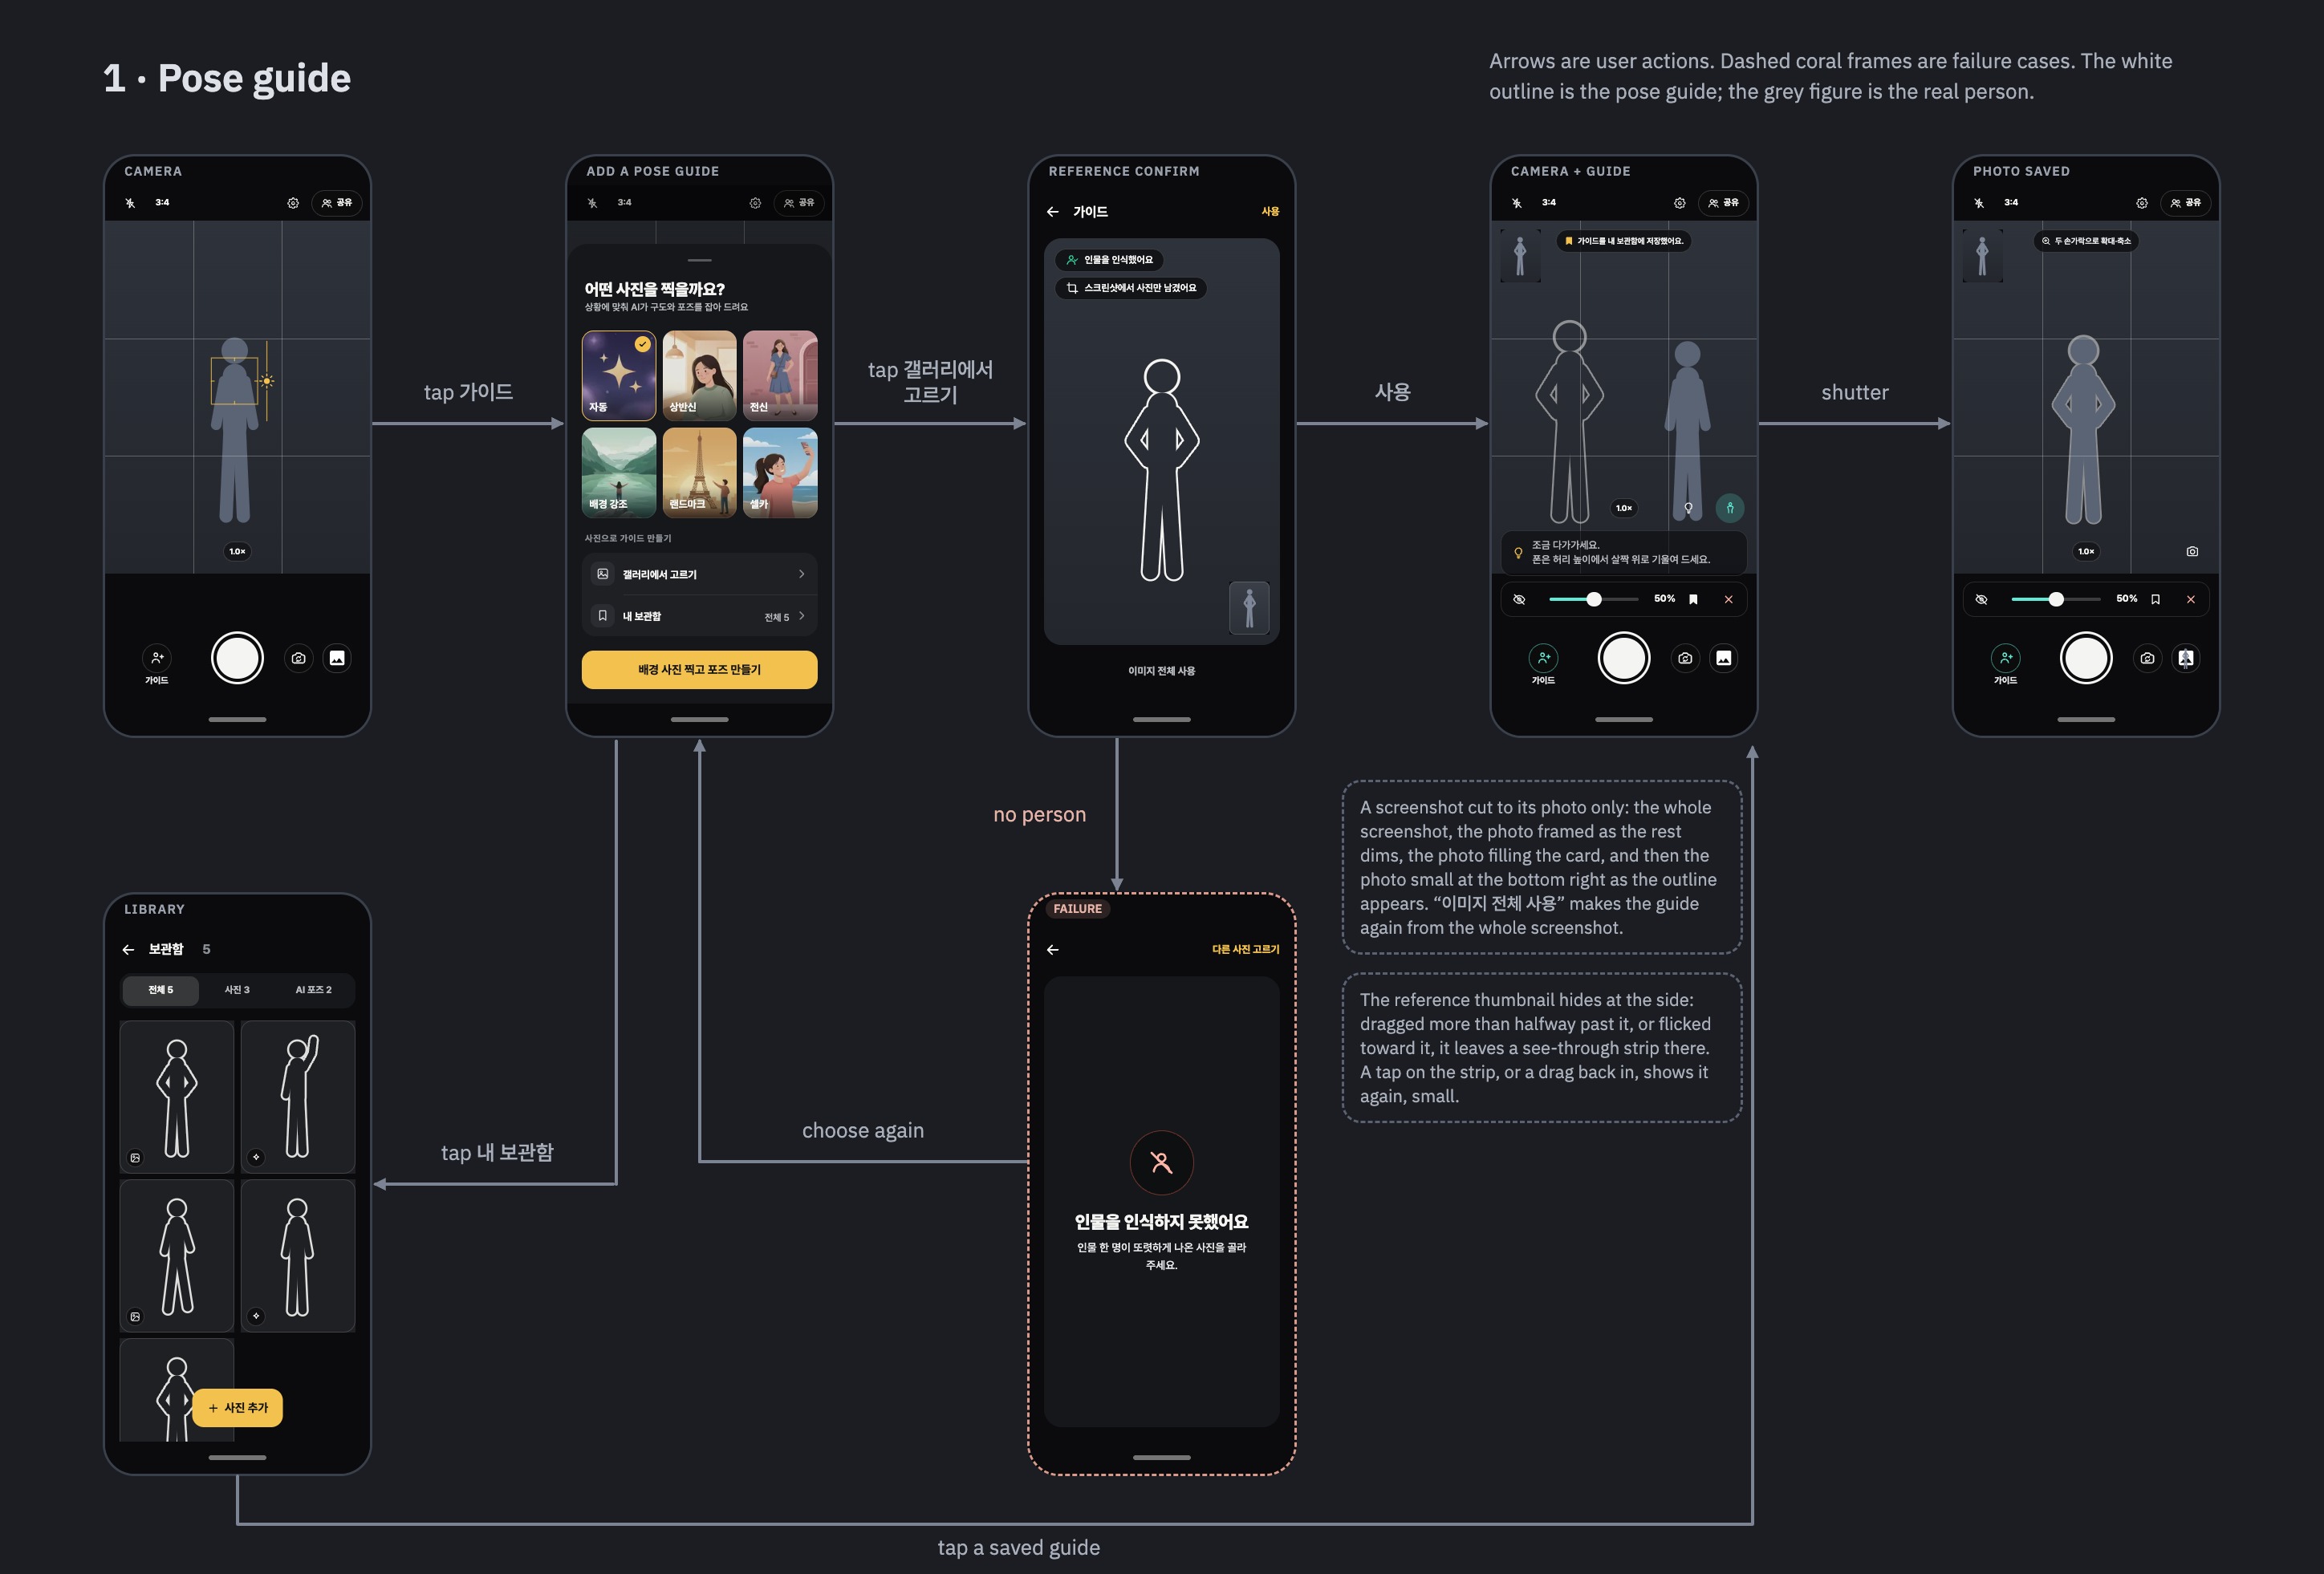 1 · Pose guide
Arrows are user actions. Dashed coral frames are failure cases. The white
outline is the pose guide; the grey figure is the real person.
CAMERA
3:4
공유
1.0×
가이드
tap 가이드
ADD A POSE GUIDE
3:4
공유
어떤 사진을 찍을까요?
상황에 맞춰 AI가 구도와 포즈를 잡아 드려요
자동
상반신
전신
배경 강조
랜드마크
셀카
사진으로 가이드 만들기
갤러리에서 고르기
내 보관함
전체 5
배경 사진 찍고 포즈 만들기
tap 갤러리에서
고르기
REFERENCE CONFIRM
가이드
사용
인물을 인식했어요
스크린샷에서 사진만 남겼어요
이미지 전체 사용
사용
CAMERA + GUIDE
3:4
공유
가이드를 내 보관함에 저장했어요.
1.0×
조금 다가가세요.
폰은 허리 높이에서 살짝 위로 기울여 드세요.
50%
가이드
shutter
PHOTO SAVED
3:4
공유
두 손가락으로 확대·축소
1.0×
50%
가이드
no person
A screenshot cut to its photo only: the whole
screenshot, the photo framed as the rest
dims, the photo filling the card, and then the
photo small at the bottom right as the outline
appears. “이미지 전체 사용” makes the guide
again from the whole screenshot.
The reference thumbnail hides at the side:
dragged more than halfway past it, or flicked
toward it, it leaves a see-through strip there.
A tap on the strip, or a drag back in, shows it
again, small.
LIBRARY
보관함 5
전체 5
사진 3
AI 포즈 2
+ 사진 추가
tap 내 보관함
choose again
FAILURE
다른 사진 고르기
인물을 인식하지 못했어요
인물 한 명이 또렷하게 나온 사진을 골라
주세요.
tap a saved guide